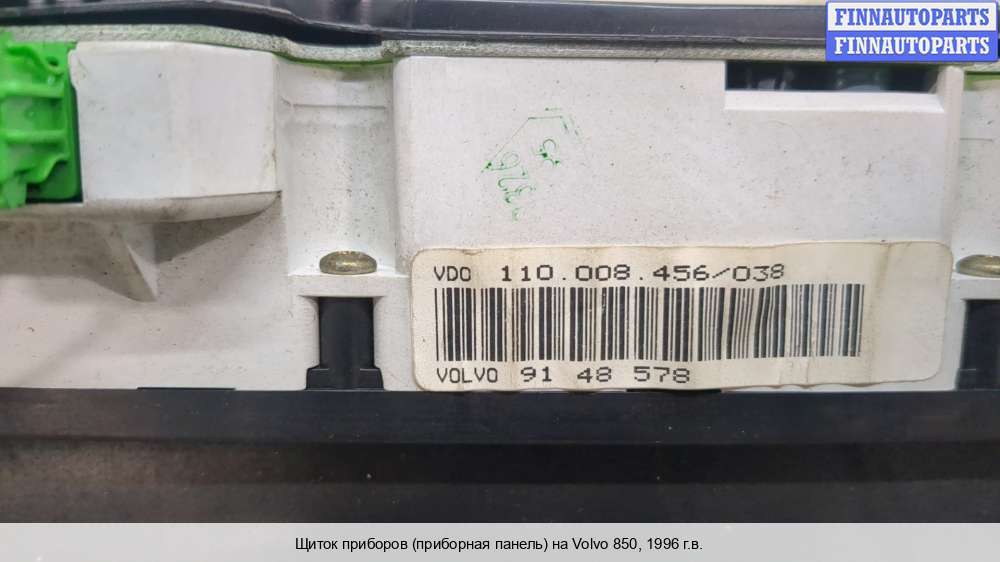 FINNAUTOPARTS
FINNAUTOPARTS
VDO 110.008.456/038
VOLVO 91 48 578
Щиток приборов (приборная панель) на Volvo 850, 1996 г.в.